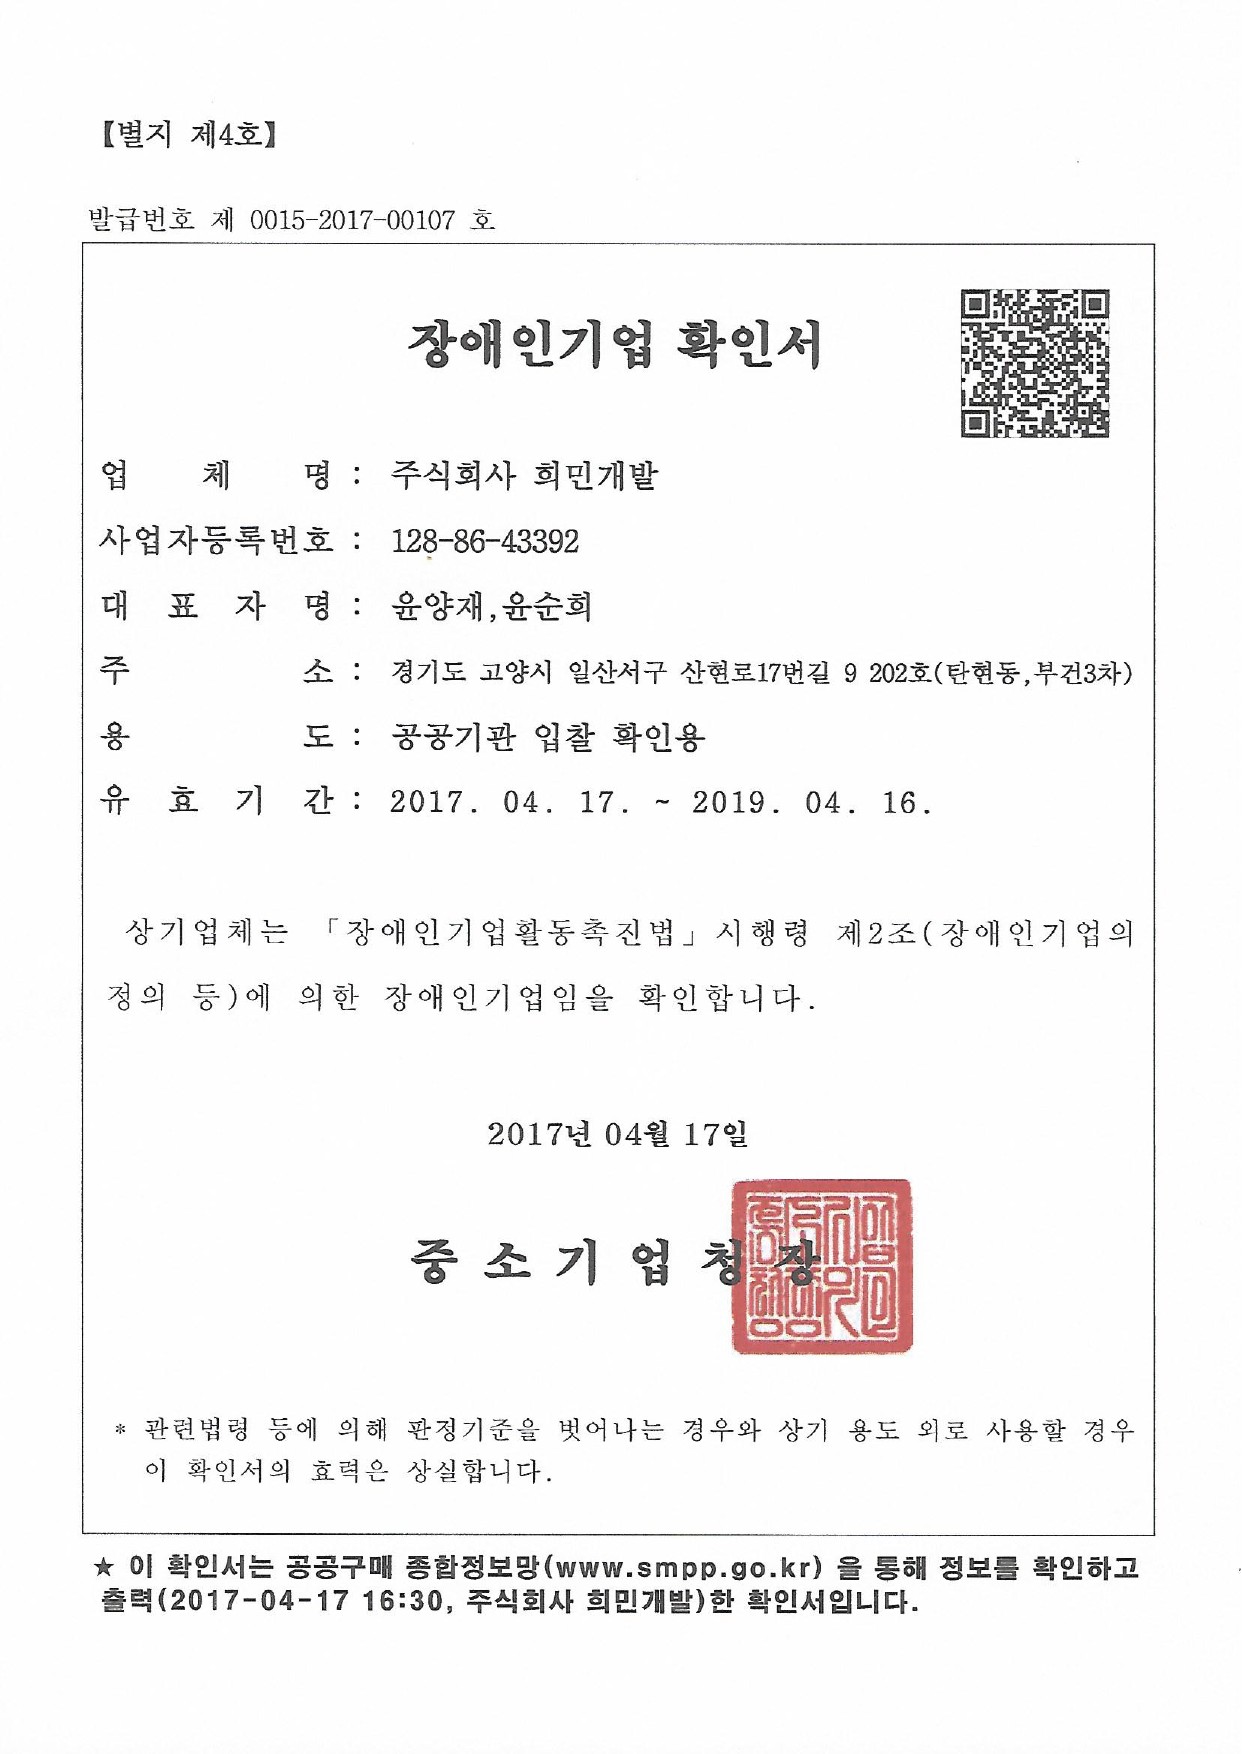 【별지 제4호】
발급번호 제 0015-2017-00107 호
장애인기업 확인서
업 체 명 : 주식회사 희민개발
사업자등록번호 : 128-86-43392
대 표 자 명 : 윤양재,윤순희
주 소 : 경기도 고양시 일산서구 산현로17번길 9 202호(탄현동,부건3차)
용 도 : 공공기관 입찰 확인용
유 효 기 간 : 2017. 04. 17. ~ 2019. 04. 16.
상기업체는 「장애인기업활동촉진법」시행령 제2조(장애인기업의
정의 등)에 의한 장애인기업임을 확인합니다.
2017년 04월 17일
중 소 기 업 청 장
* 관련법령 등에 의해 판정기준을 벗어나는 경우와 상기 용도 외로 사용할 경우
이 확인서의 효력은 상실합니다.
★ 이 확인서는 공공구매 종합정보망(www.smpp.go.kr) 을 통해 정보를 확인하고
출력(2017-04-17 16:30, 주식회사 희민개발)한 확인서입니다.